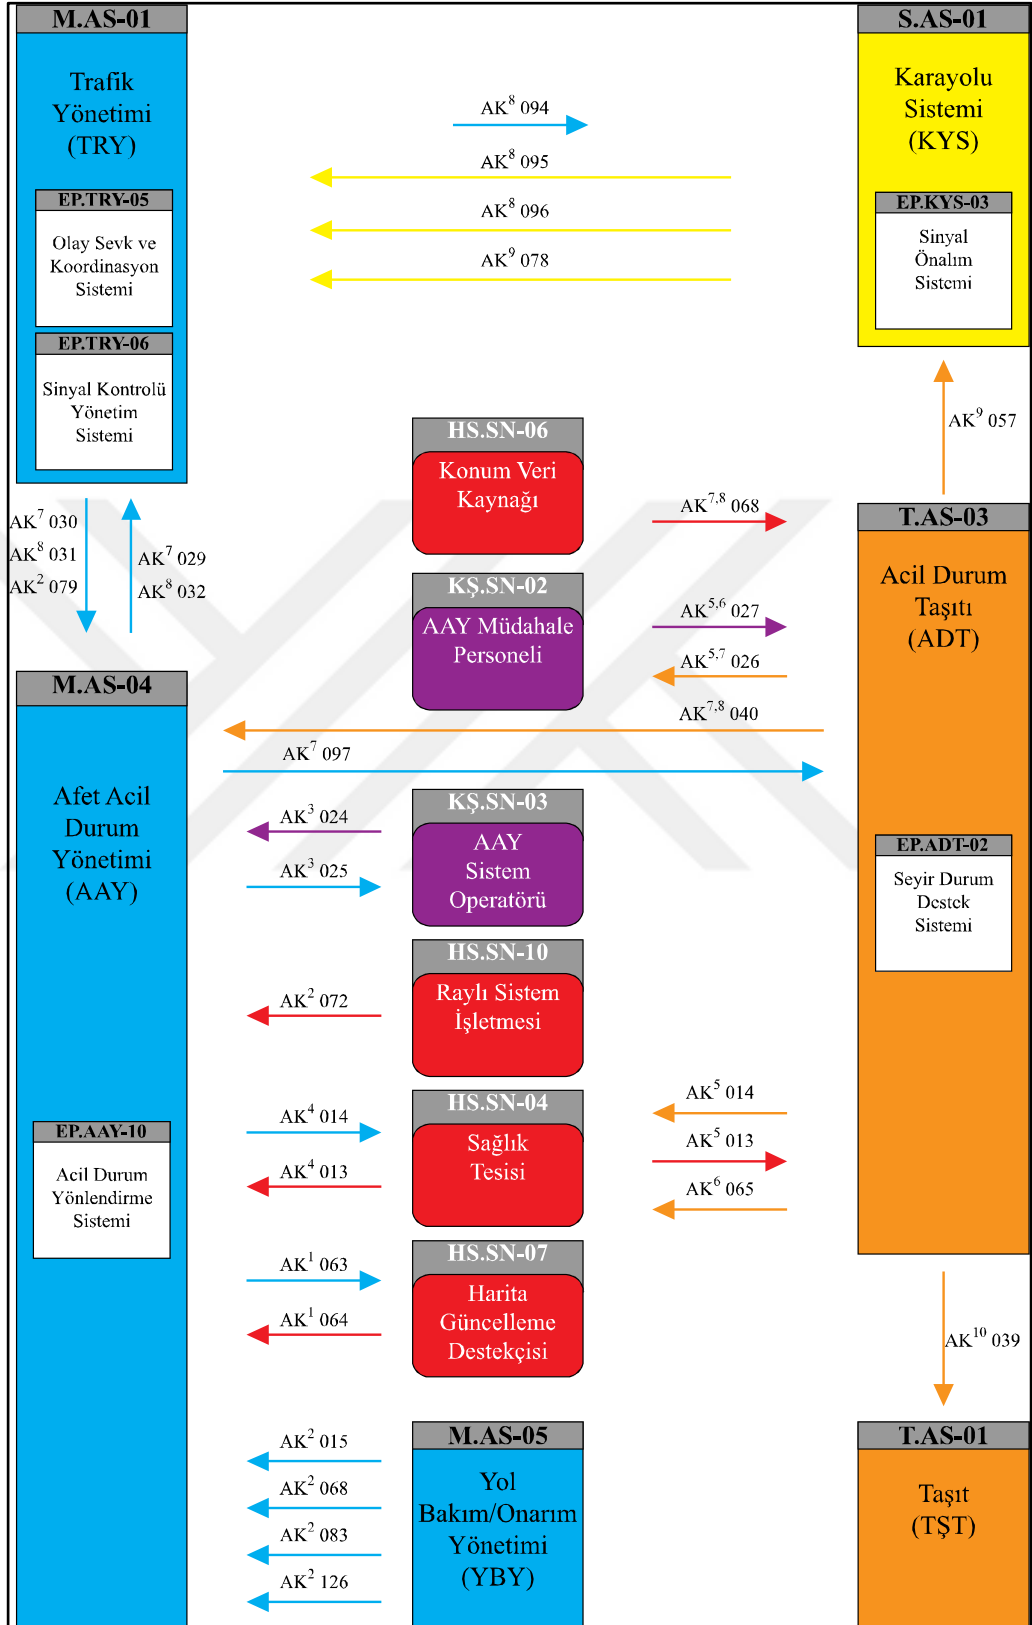 M.AS-01
Trafik
Yönetimi
(TRY)
EP.TRY-05
Olay Sevk ve
Koordinasyon
Sistemi
EP.TRY-06
Sinyal Kontrolü
Yönetim
Sistemi
S.AS-01
Karayolu
Sistemi
(KYS)
EP.KYS-03
Sinyal
Önalım
Sistemi
AK⁸ 094
AK⁸ 095
AK⁸ 096
AK⁹ 078
AK⁹ 057
AK⁷ 030
AK⁸ 031
AK² 079
AK⁷ 029
AK⁸ 032
HS.SN-06
Konum Veri
Kaynağı
AK⁷,⁸ 068
KŞ.SN-02
AAY Müdahale
Personeli
AK⁵,⁶ 027
AK⁵,⁷ 026
AK⁷,⁸ 040
AK⁷ 097
T.AS-03
Acil Durum
Taşıtı
(ADT)
EP.ADT-02
Seyir Durum
Destek
Sistemi
M.AS-04
Afet Acil
Durum
Yönetimi
(AAY)
EP.AAY-10
Acil Durum
Yönlendirme
Sistemi
AK³ 024
AK³ 025
KŞ.SN-03
AAY
Sistem
Operatörü
AK² 072
HS.SN-10
Raylı Sistem
İşletmesi
AK⁴ 014
AK⁴ 013
HS.SN-04
Sağlık
Tesisi
AK⁵ 014
AK⁵ 013
AK⁶ 065
AK¹ 063
AK¹ 064
HS.SN-07
Harita
Güncelleme
Destekçisi
AK¹⁰ 039
AK² 015
AK² 068
AK² 083
AK² 126
M.AS-05
Yol
Bakım/Onarım
Yönetimi
(YBY)
T.AS-01
Taşıt
(TŞT)